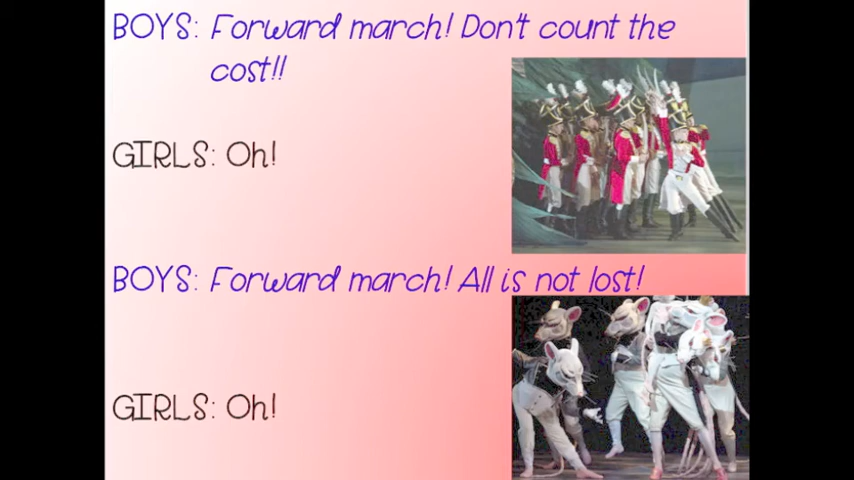 BOYS: Forward march! Don't count the
cost!!
GIRLS: Oh!
BOYS: Forward march! All is not lost!
GIRLS: Oh!